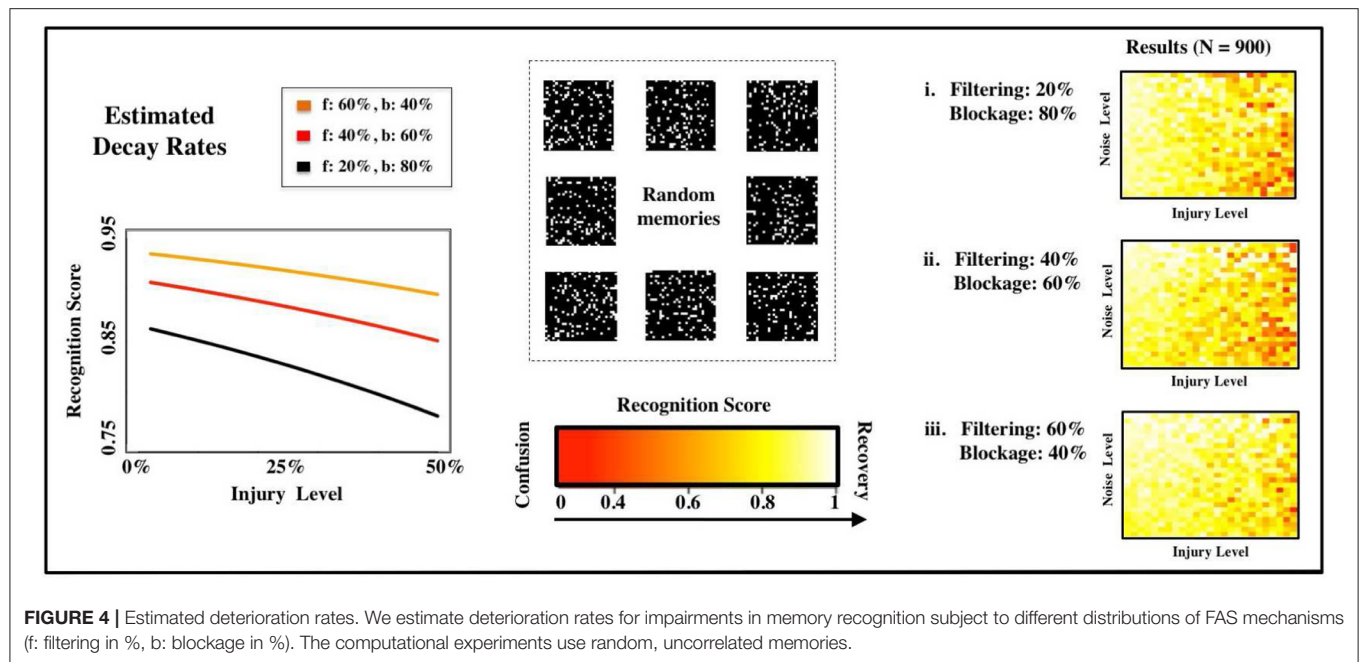 Estimated
Decay Rates
f: 60%, b: 40%
f: 40%, b: 60%
f: 20%, b: 80%
Recognition Score
0.95
0.85
0.75
0%
25%
50%
Injury Level
Random
memories
Recognition Score
Confusion
Recovery
0
0.4
0.6
0.8
1
Results (N = 900)
i. Filtering: 20%
Blockage: 80%
Noise Level
Injury Level
ii. Filtering: 40%
Blockage: 60%
Noise Level
Injury Level
iii. Filtering: 60%
Blockage: 40%
Noise Level
Injury Level
FIGURE 4 | Estimated deterioration rates. We estimate deterioration rates for impairments in memory recognition subject to different distributions of FAS mechanisms
(f: filtering in %, b: blockage in %). The computational experiments use random, uncorrelated memories.